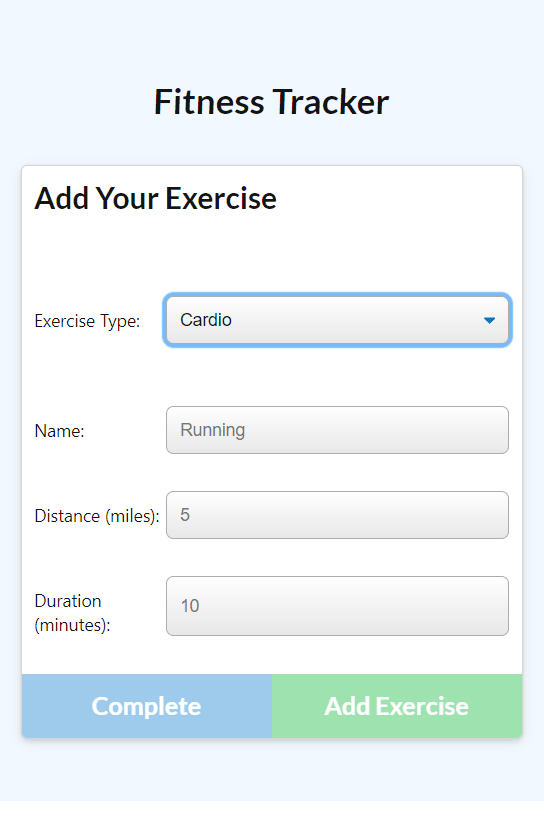 Fitness Tracker
Add Your Exercise
Exercise Type: Cardio
Name: Running
Distance (miles): 5
Duration
(minutes): 10
Complete Add Exercise